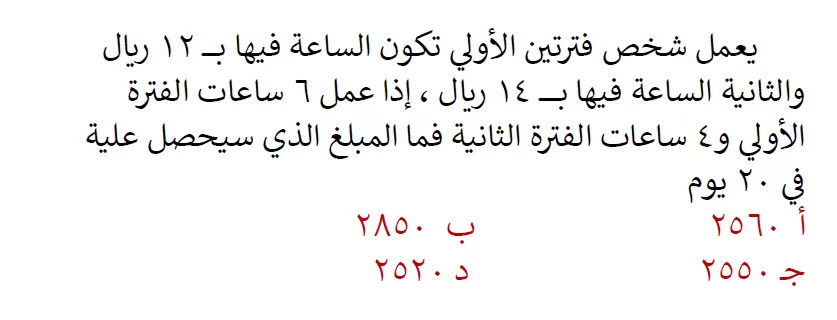 يعمل شخص فترتين الأولي تكون الساعة فيها بـ ١٢ ريال
والثانية الساعة فيها بـ ١٤ ريال ، إذا عمل ٦ ساعات الفترة
الأولي و٤ ساعات الفترة الثانية فما المبلغ الذي سيحصل علية
في ٢٠ يوم
أ ٢٥٦٠ ب ٢٨٥٠
جـ ٢٥٥٠ د ٢٥٢٠